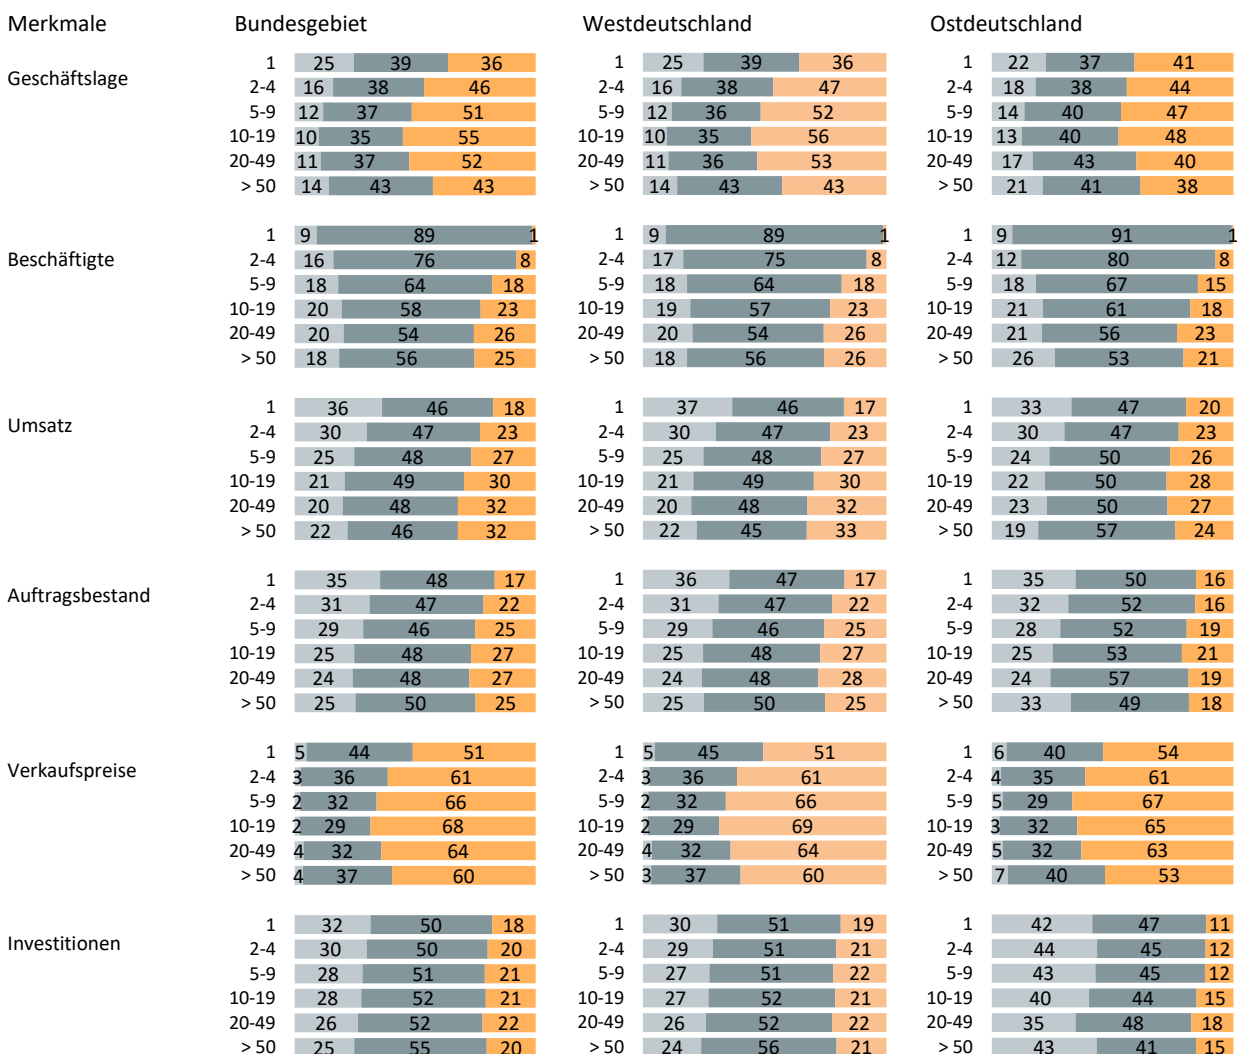 Merkmale Bundesgebiet Westdeutschland Ostdeutschland
Geschäftslage
1 25 39 36 1 25 39 36 1 22 37 41
2-4 16 38 46 2-4 16 38 47 2-4 18 38 44
5-9 12 37 51 5-9 12 36 52 5-9 14 40 47
10-19 10 35 55 10-19 10 35 56 10-19 13 40 48
20-49 11 37 52 20-49 11 36 53 20-49 17 43 40
> 50 14 43 43 > 50 14 43 43 > 50 21 41 38
Beschäftigte
1 9 89 1 1 9 89 1 1 9 91 1
2-4 16 76 8 2-4 17 75 8 2-4 12 80 8
5-9 18 64 18 5-9 18 64 18 5-9 18 67 15
10-19 20 58 23 10-19 19 57 23 10-19 21 61 18
20-49 20 54 26 20-49 20 54 26 20-49 21 56 23
> 50 18 56 25 > 50 18 56 26 > 50 26 53 21
Umsatz
1 36 46 18 1 37 46 17 1 33 47 20
2-4 30 47 23 2-4 30 47 23 2-4 30 47 23
5-9 25 48 27 5-9 25 48 27 5-9 24 50 26
10-19 21 49 30 10-19 21 49 30 10-19 22 50 28
20-49 20 48 32 20-49 20 48 32 20-49 23 50 27
> 50 22 46 32 > 50 22 45 33 > 50 19 57 24
Auftragsbestand
1 35 48 17 1 36 47 17 1 35 50 16
2-4 31 47 22 2-4 31 47 22 2-4 32 52 16
5-9 29 46 25 5-9 29 46 25 5-9 28 52 19
10-19 25 48 27 10-19 25 48 27 10-19 25 53 21
20-49 24 48 27 20-49 24 48 28 20-49 24 57 19
> 50 25 50 25 > 50 25 50 25 > 50 33 49 18
Verkaufspreise
1 5 44 51 1 5 45 51 1 6 40 54
2-4 3 36 61 2-4 3 36 61 2-4 4 35 61
5-9 2 32 66 5-9 2 32 66 5-9 5 29 67
10-19 2 29 68 10-19 2 29 69 10-19 3 32 65
20-49 4 32 64 20-49 4 32 64 20-49 5 32 63
> 50 4 37 60 > 50 3 37 60 > 50 7 40 53
Investitionen
1 32 50 18 1 30 51 19 1 42 47 11
2-4 30 50 20 2-4 29 51 21 2-4 44 45 12
5-9 28 51 21 5-9 27 51 22 5-9 43 45 12
10-19 28 52 21 10-19 27 52 21 10-19 40 44 15
20-49 26 52 22 20-49 26 52 22 20-49 35 48 18
> 50 25 55 20 > 50 24 56 21 > 50 43 41 15